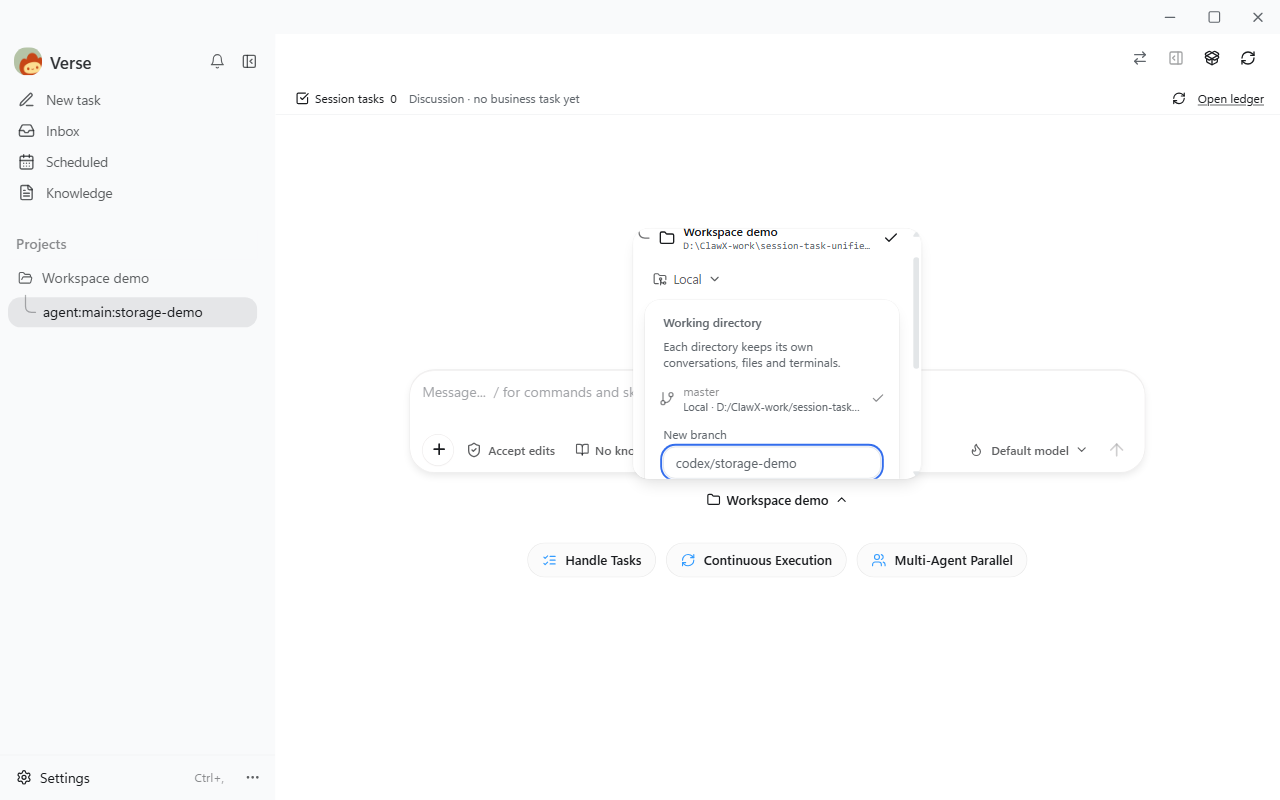 Verse
New task
Inbox
Scheduled
Knowledge
Projects
Workspace demo
agent:main:storage-demo
Settings
Ctrl+,
Session tasks 0
Discussion · no business task yet
Open ledger
Workspace demo
D:\ClawX-work\session-task-unifie…
Local
Working directory
Each directory keeps its own
conversations, files and terminals.
master
Local · D:/ClawX-work/session-task...
New branch
codex/storage-demo
Message... / for commands and sk
Accept edits
No kno
Default model
Workspace demo
Handle Tasks
Continuous Execution
Multi-Agent Parallel